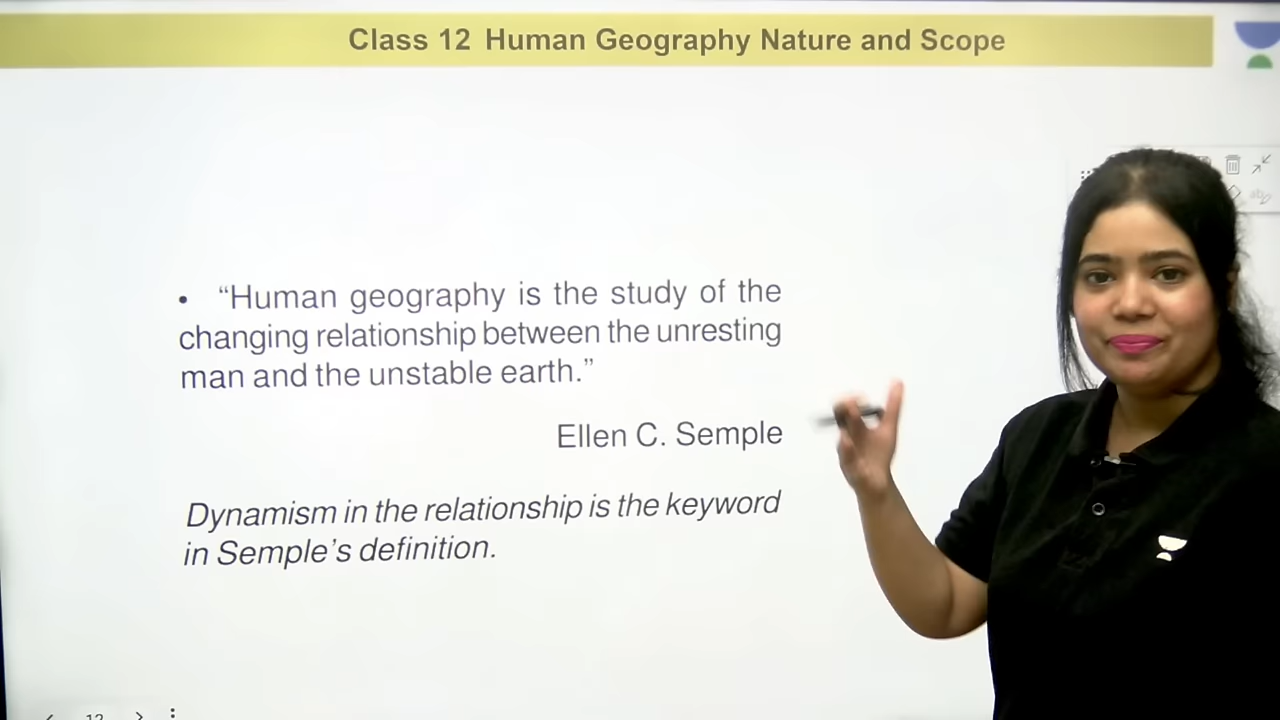 Class 12 Human Geography Nature and Scope
• “Human geography is the study of the
changing relationship between the unresting
man and the unstable earth.”
Ellen C. Semple
Dynamism in the relationship is the keyword
in Semple’s definition.
12